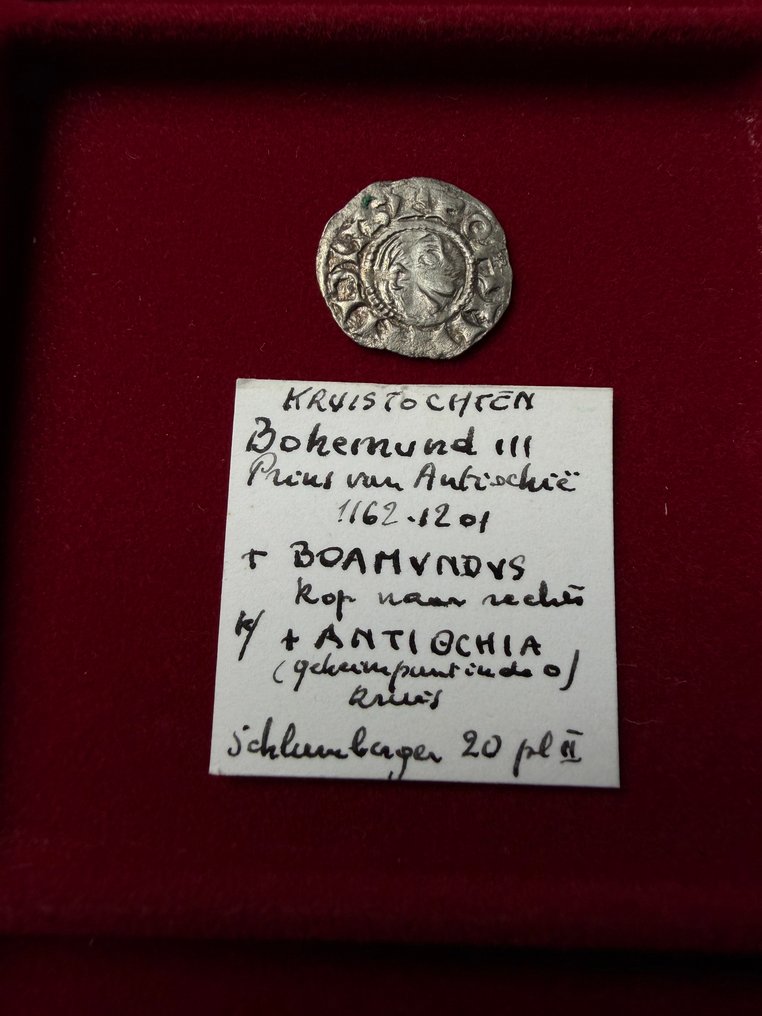 KRVISTOCHTEN
Bohemund III
Prins van Antiochië
1162-1201
+ BOAMVNDVS
kop naar rechts
K/ + ANTIOCHIA
(geheimpunt in de O)
kruis
Schlumberger 20 pl II